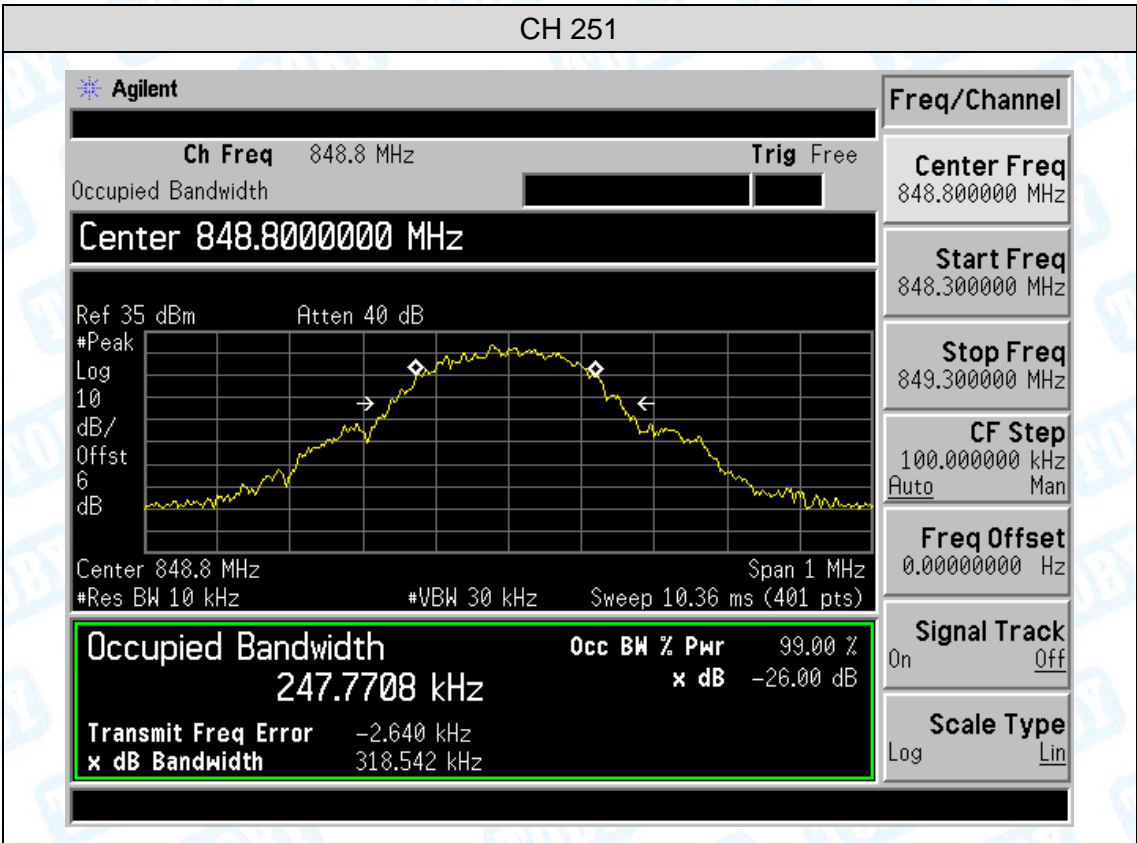 CH 251
Agilent
Ch Freq 848.8 MHz Trig Free
Occupied Bandwidth
Center 848.8000000 MHz
Ref 35 dBm Atten 40 dB
#Peak
Log
10
dB/
Offst
6
dB
Center 848.8 MHz Span 1 MHz
#Res BW 10 kHz #VBW 30 kHz Sweep 10.36 ms (401 pts)
Occupied Bandwidth Occ BW % Pwr 99.00 %
247.7708 kHz x dB -26.00 dB
Transmit Freq Error -2.640 kHz
x dB Bandwidth 318.542 kHz
Freq/Channel
Center Freq
848.800000 MHz
Start Freq
848.300000 MHz
Stop Freq
849.300000 MHz
CF Step
100.000000 kHz
Auto Man
Freq Offset
0.00000000 Hz
Signal Track
On Off
Scale Type
Log Lin